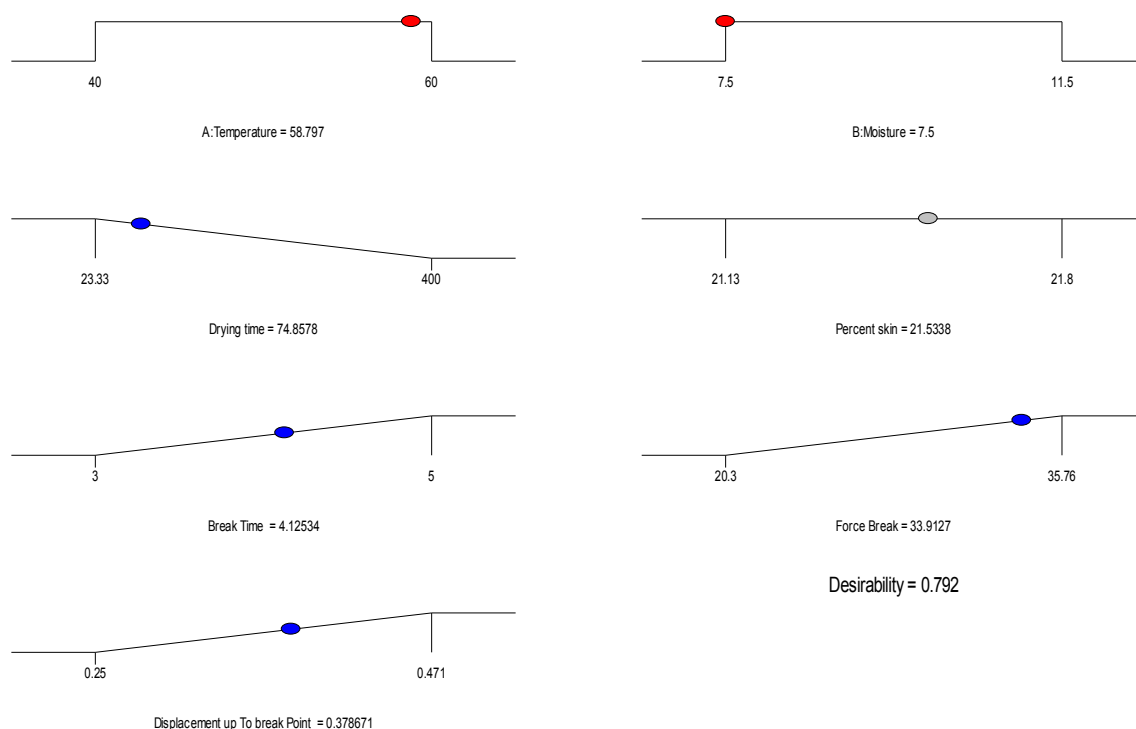 40 60
A:Temperature = 58.797
7.5 11.5
B:Moisture = 7.5
23.33 400
Drying time = 74.8578
21.13 21.8
Percent skin = 21.5338
3 5
Break Time = 4.12534
20.3 35.76
Force Break = 33.9127
Desirability = 0.792
0.25 0.471
Displacement up To break Point = 0.378671